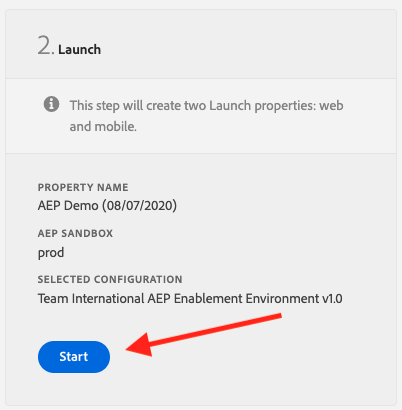 2. Launch
This step will create two Launch properties: web
and mobile.
PROPERTY NAME
AEP Demo (08/07/2020)
AEP SANDBOX
prod
SELECTED CONFIGURATION
Team International AEP Enablement Environment v1.0
Start